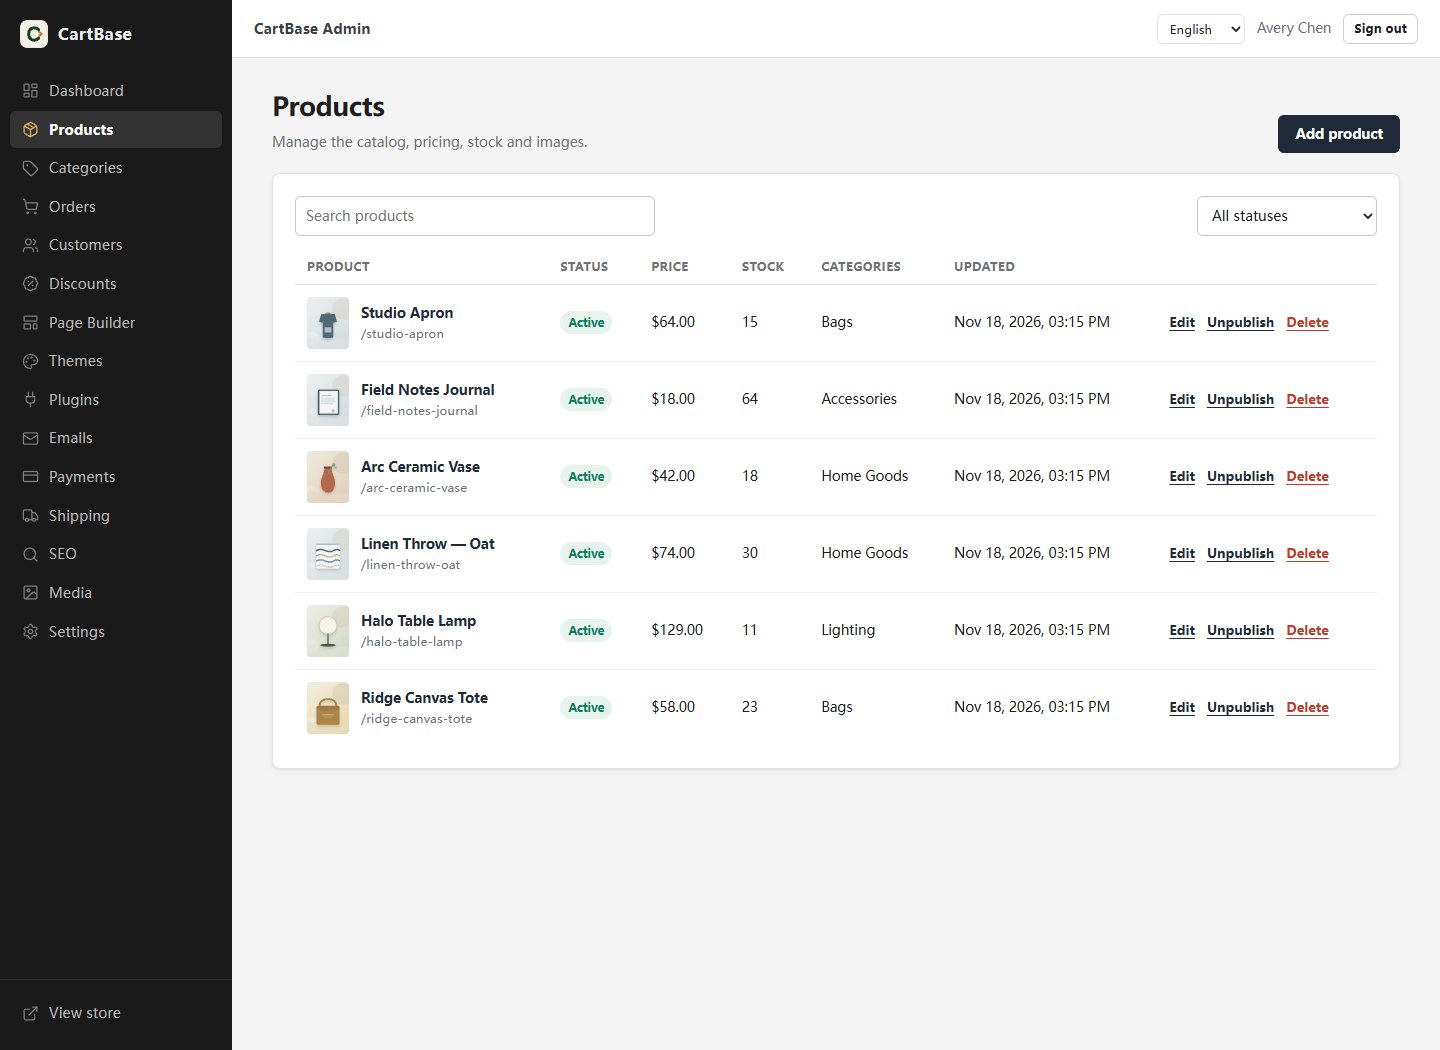 CartBase
Dashboard
Products
Categories
Orders
Customers
Discounts
Page Builder
Themes
Plugins
Emails
Payments
Shipping
SEO
Media
Settings
View store
CartBase Admin
English
Avery Chen
Sign out
Products
Manage the catalog, pricing, stock and images.
Add product
Search products
All statuses
PRODUCT STATUS PRICE STOCK CATEGORIES UPDATED
Studio Apron
/studio-apron
Active $64.00 15 Bags Nov 18, 2026, 03:15 PM Edit Unpublish Delete
Field Notes Journal
/field-notes-journal
Active $18.00 64 Accessories Nov 18, 2026, 03:15 PM Edit Unpublish Delete
Arc Ceramic Vase
/arc-ceramic-vase
Active $42.00 18 Home Goods Nov 18, 2026, 03:15 PM Edit Unpublish Delete
Linen Throw — Oat
/linen-throw-oat
Active $74.00 30 Home Goods Nov 18, 2026, 03:15 PM Edit Unpublish Delete
Halo Table Lamp
/halo-table-lamp
Active $129.00 11 Lighting Nov 18, 2026, 03:15 PM Edit Unpublish Delete
Ridge Canvas Tote
/ridge-canvas-tote
Active $58.00 23 Bags Nov 18, 2026, 03:15 PM Edit Unpublish Delete